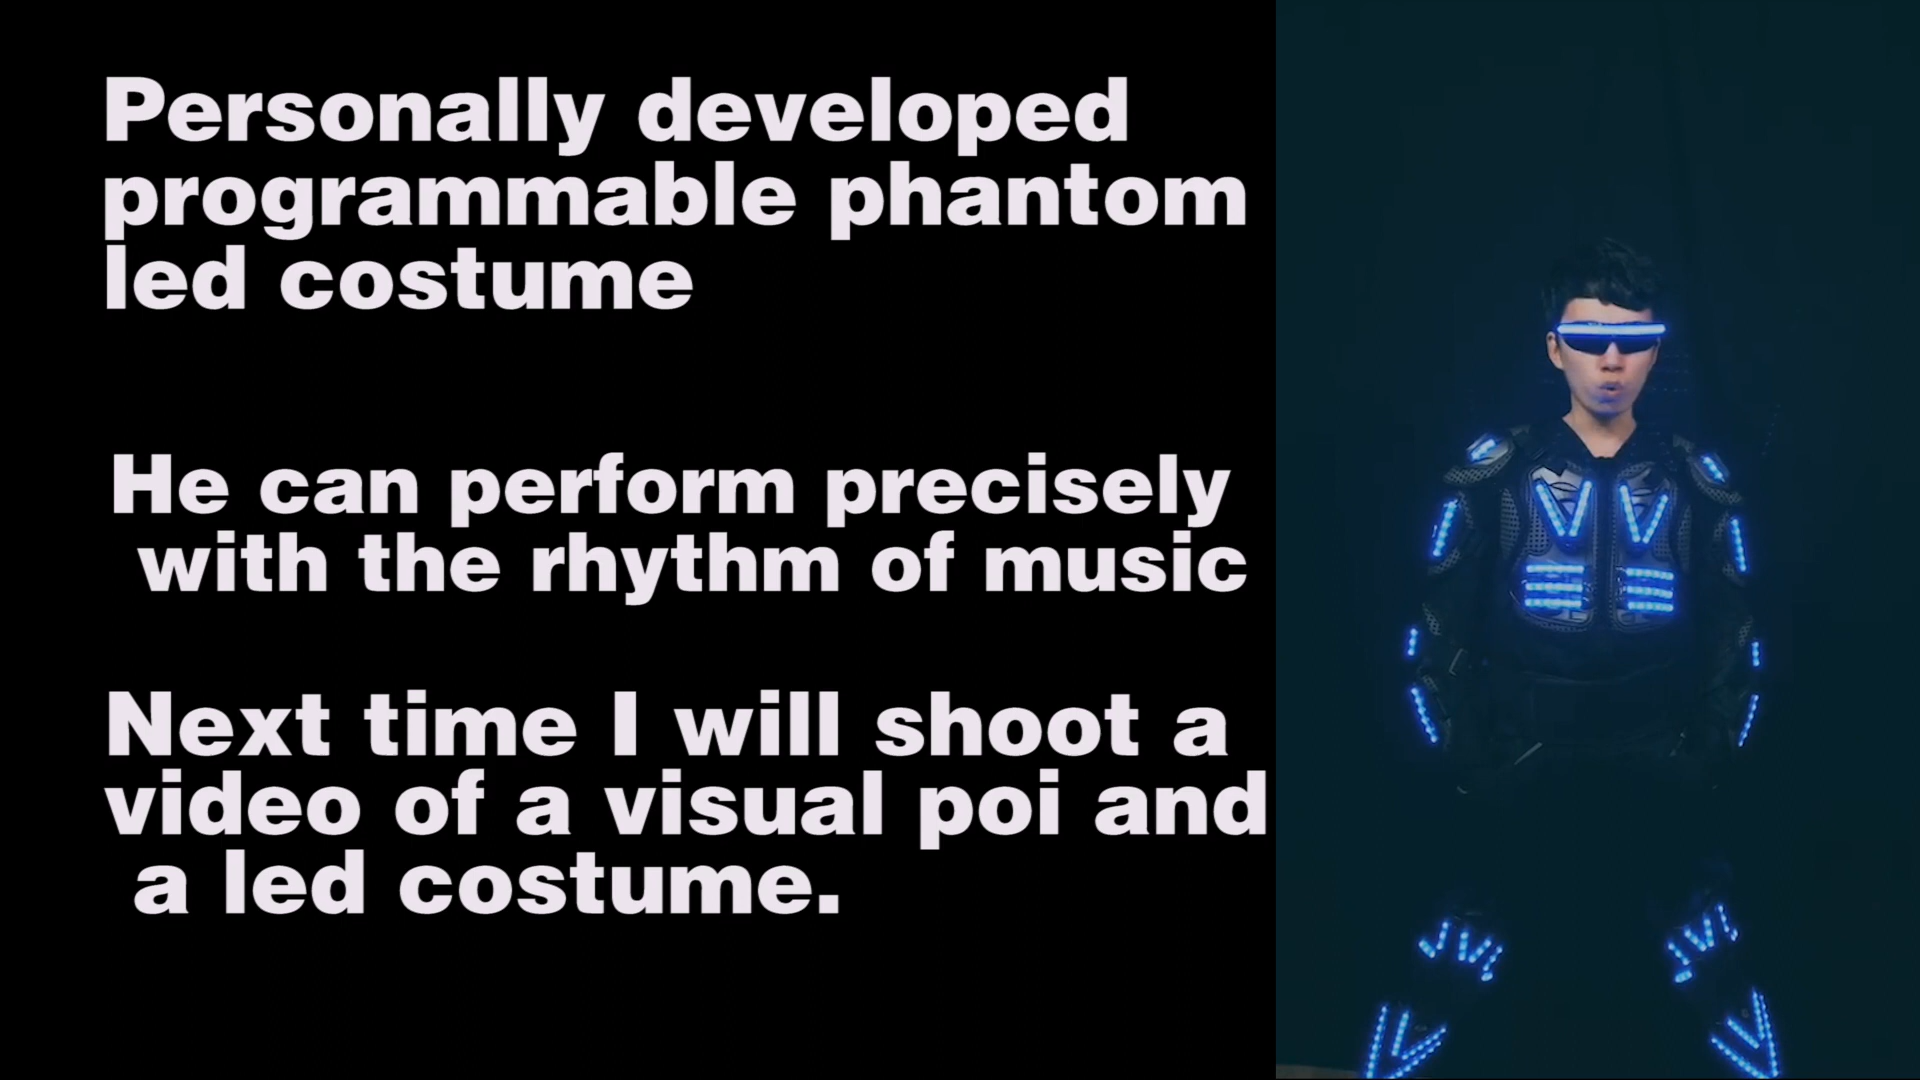 Personally developed
programmable phantom
led costume
He can perform precisely
with the rhythm of music
Next time I will shoot a
video of a visual poi and
a led costume.